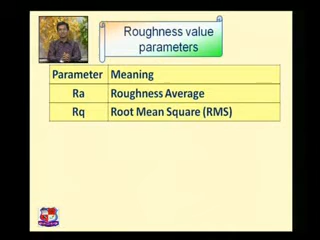 Roughness value
parameters
Parameter Meaning
Ra Roughness Average
Rq Root Mean Square (RMS)